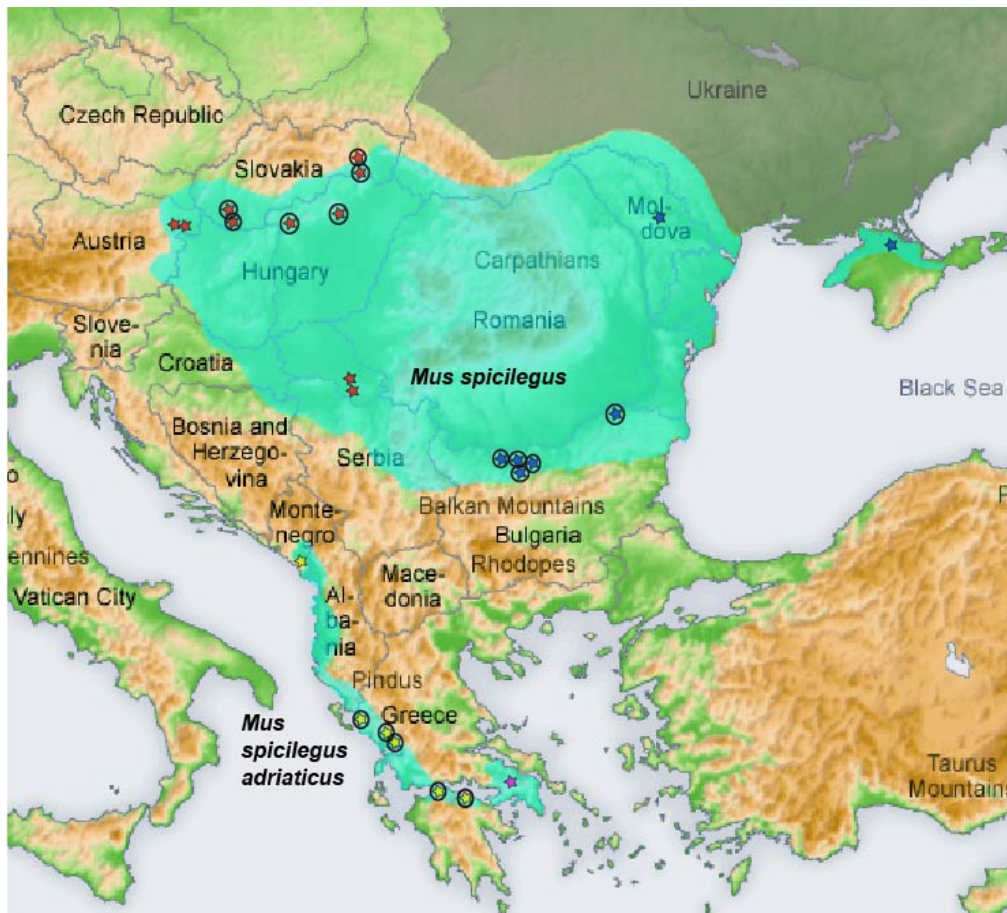 Ukraine
Czech Republic
Slovakia
Mol-
dova
Austria
Hungary
Carpathians
Slove-
nia
Romania
Croatia
Mus spicilegus
Black Sea
Bosnia and
Herzego-
vina
Serbia
Monte-
negro
Balkan Mountains
Bulgaria
Rhodopes
Mace-
donia
Vatican City
Al-
ba-
nia
Pindus
Greece
Mus
spicilegus
adriaticus
Taurus
Mountains